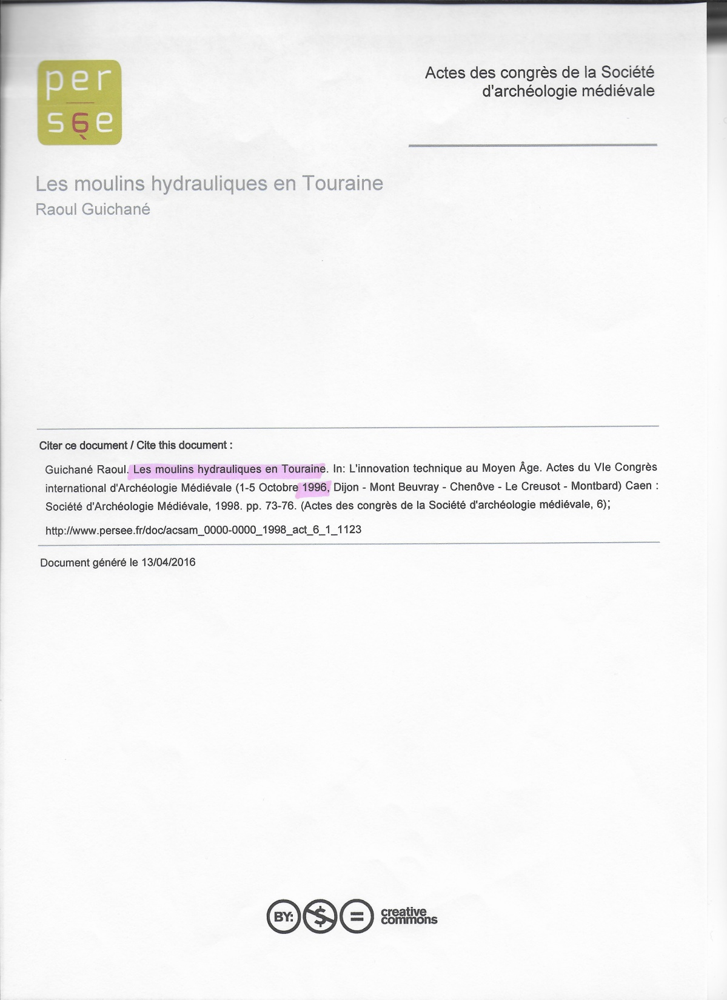 per
sée
Actes des congrès de la Société
d'archéologie médiévale
Les moulins hydrauliques en Touraine
Raoul Guichané
Citer ce document / Cite this document :
Guichané Raoul. Les moulins hydrauliques en Touraine. In: L'innovation technique au Moyen Âge. Actes du VIe Congrès
international d'Archéologie Médiévale (1-5 Octobre 1996, Dijon - Mont Beuvray - Chenôve - Le Creusot - Montbard) Caen :
Société d'Archéologie Médiévale, 1998. pp. 73-76. (Actes des congrès de la Société d'archéologie médiévale, 6);
http://www.persee.fr/doc/acsam_0000-0000_1998_act_6_1_1123
Document généré le 13/04/2016
BY: $ = creative
commons